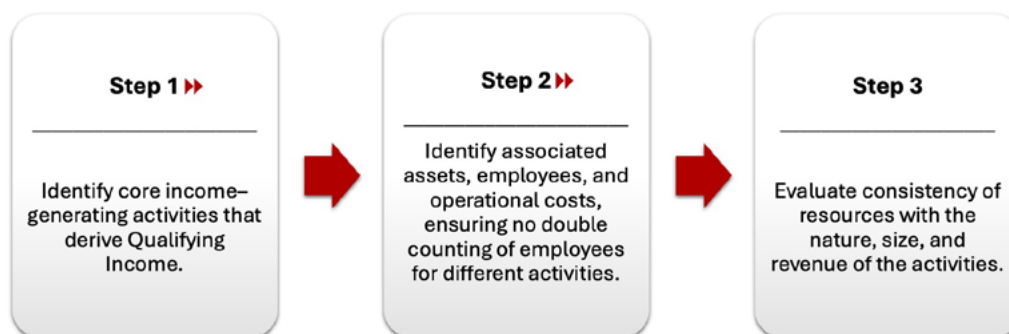 Step 1
Identify core income–
generating activities that
derive Qualifying
Income.
Step 2
Identify associated
assets, employees, and
operational costs,
ensuring no double
counting of employees
for different activities.
Step 3
Evaluate consistency of
resources with the
nature, size, and
revenue of the activities.